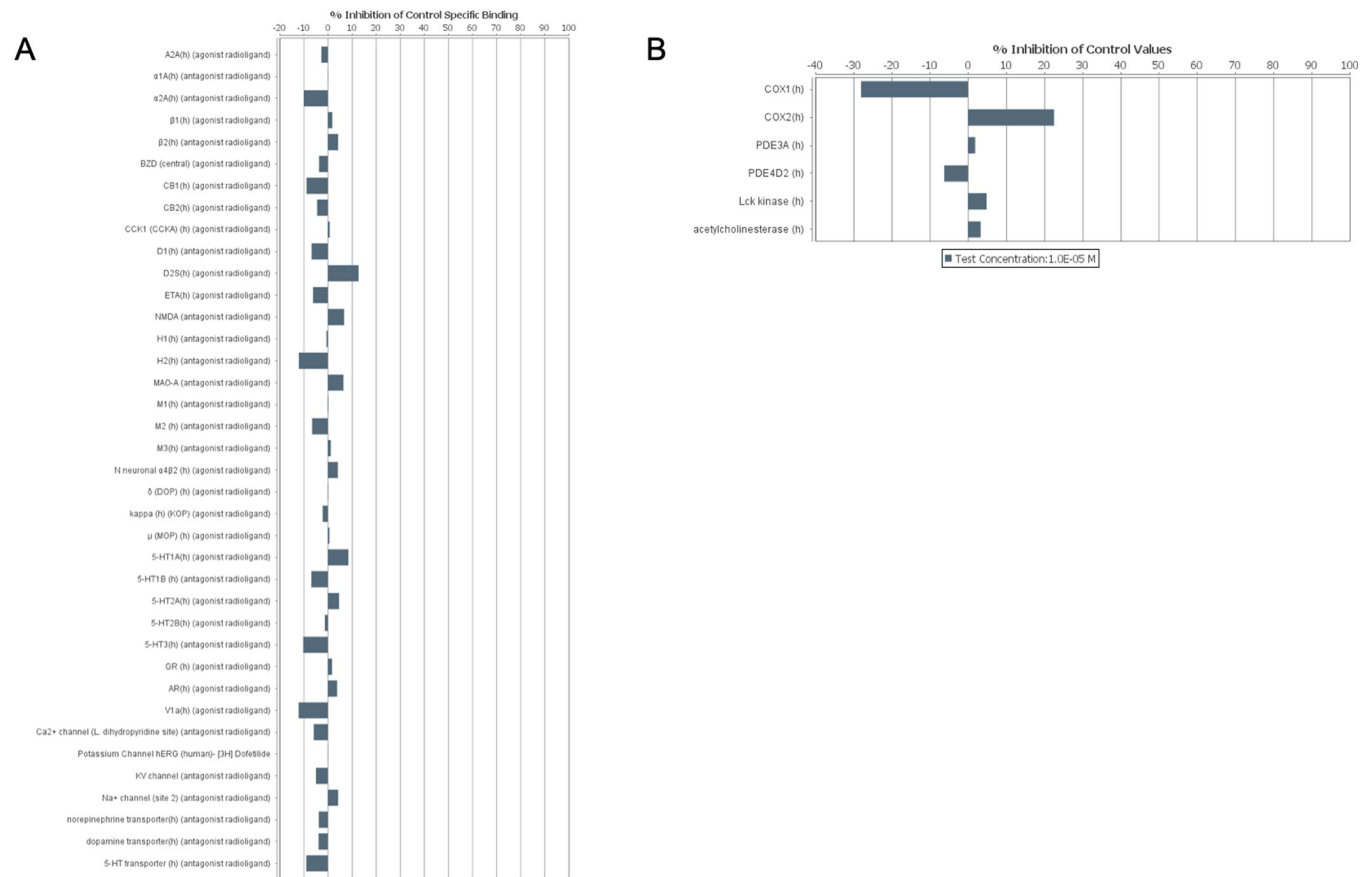 A
% Inhibition of Control Specific Binding
-20 -10 0 10 20 30 40 50 60 70 80 90 100
A2A(h) (agonist radioligand)
α1A(h) (antagonist radioligand)
α2A(h) (antagonist radioligand)
β1(h) (agonist radioligand)
β2(h) (antagonist radioligand)
BZD (central) (agonist radioligand)
CB1(h) (agonist radioligand)
CB2(h) (agonist radioligand)
CCK1 (CCKA) (h) (agonist radioligand)
D1(h) (antagonist radioligand)
D2S(h) (agonist radioligand)
ETA(h) (agonist radioligand)
NMDA (antagonist radioligand)
H1(h) (antagonist radioligand)
H2(h) (antagonist radioligand)
MAO-A (antagonist radioligand)
M1(h) (antagonist radioligand)
M2 (h) (antagonist radioligand)
M3(h) (antagonist radioligand)
N neuronal α4β2 (h) (agonist radioligand)
δ (DOP) (h) (agonist radioligand)
kappa (h) (KOP) (agonist radioligand)
µ (MOP) (h) (agonist radioligand)
5-HT1A(h) (agonist radioligand)
5-HT1B (h) (antagonist radioligand)
5-HT2A(h) (agonist radioligand)
5-HT2B(h) (agonist radioligand)
5-HT3(h) (antagonist radioligand)
GR (h) (agonist radioligand)
AR(h) (agonist radioligand)
V1a(h) (agonist radioligand)
Ca2+ channel (L. dihydropyridine site) (antagonist radioligand)
Potassium Channel hERG (human)- [3H] Dofetilide
KV channel (antagonist radioligand)
Na+ channel (site 2) (antagonist radioligand)
norepinephrine transporter(h) (antagonist radioligand)
dopamine transporter(h) (antagonist radioligand)
5-HT transporter (h) (antagonist radioligand)
B
% Inhibition of Control Values
-40 -30 -20 -10 0 10 20 30 40 50 60 70 80 90 100
COX1(h)
COX2(h)
PDE3A (h)
PDE4D2 (h)
Lck kinase (h)
acetylcholinesterase (h)
Test Concentration:1.0E-05 M